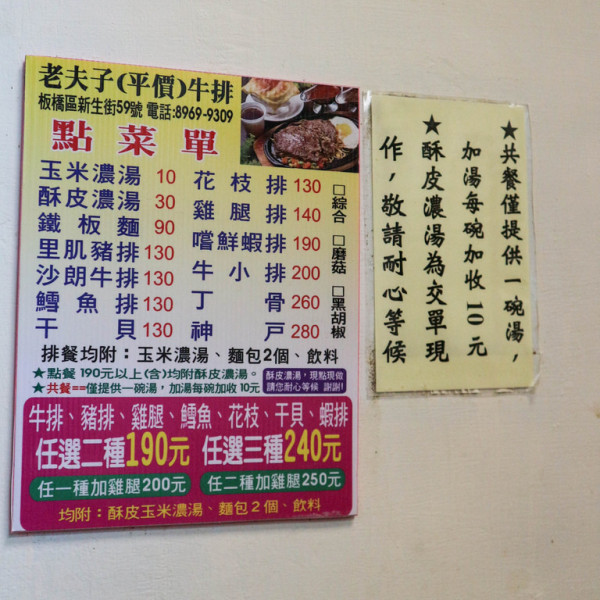 老夫子(平價)牛排
板橋區新生街59號 電話:8969-9309
點菜單
玉米濃湯 10
酥皮濃湯 30
鐵板麵 90
里肌豬排 130
沙朗牛排 130
鱈魚排 130
干貝 130
花枝排 130
雞腿排 140
嚐鮮蝦排 190
牛小排 200
丁骨 260
神戶 280
□綜合
□磨菇
□黑胡椒
排餐均附：玉米濃湯、麵包2個、飲料
★點餐 190元以上(含)均附酥皮濃湯。
★共餐==僅提供一碗湯，加湯每碗加收10元
酥皮濃湯，現點現做
請您耐心等候 謝謝!
牛排、豬排、雞腿、鱈魚、花枝、干貝、蝦排
任選二種190元 任選三種240元
任一種加雞腿200元 任二種加雞腿250元
均附：酥皮玉米濃湯、麵包2個、飲料
★共餐僅提供一碗湯，
加湯每碗加收10元
★酥皮濃湯為交單現
作，敬請耐心等候